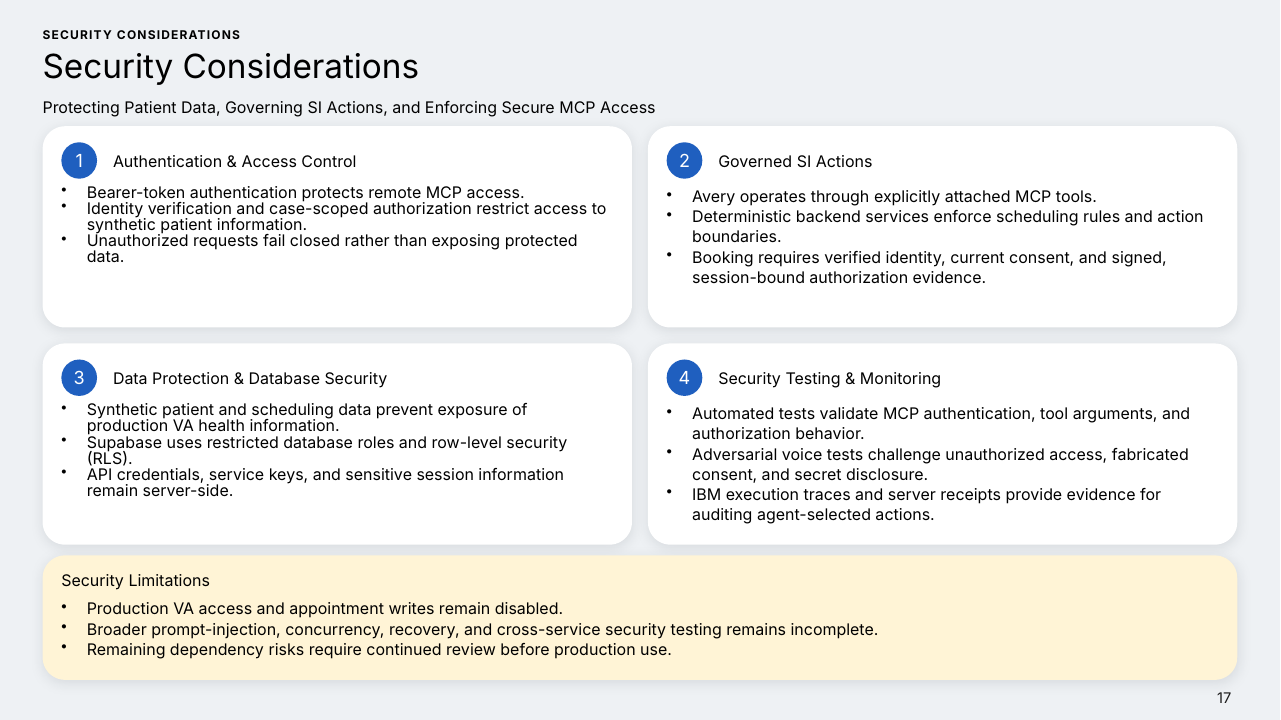 SECURITY CONSIDERATIONS
Security Considerations
Protecting Patient Data, Governing SI Actions, and Enforcing Secure MCP Access
1
Authentication & Access Control
• Bearer-token authentication protects remote MCP access.
• Identity verification and case-scoped authorization restrict access to
synthetic patient information.
• Unauthorized requests fail closed rather than exposing protected
data.
2
Governed SI Actions
• Avery operates through explicitly attached MCP tools.
• Deterministic backend services enforce scheduling rules and action
boundaries.
• Booking requires verified identity, current consent, and signed,
session-bound authorization evidence.
3
Data Protection & Database Security
• Synthetic patient and scheduling data prevent exposure of
production VA health information.
• Supabase uses restricted database roles and row-level security
(RLS).
• API credentials, service keys, and sensitive session information
remain server-side.
4
Security Testing & Monitoring
• Automated tests validate MCP authentication, tool arguments, and
authorization behavior.
• Adversarial voice tests challenge unauthorized access, fabricated
consent, and secret disclosure.
• IBM execution traces and server receipts provide evidence for
auditing agent-selected actions.
Security Limitations
• Production VA access and appointment writes remain disabled.
• Broader prompt-injection, concurrency, recovery, and cross-service security testing remains incomplete.
• Remaining dependency risks require continued review before production use.
17